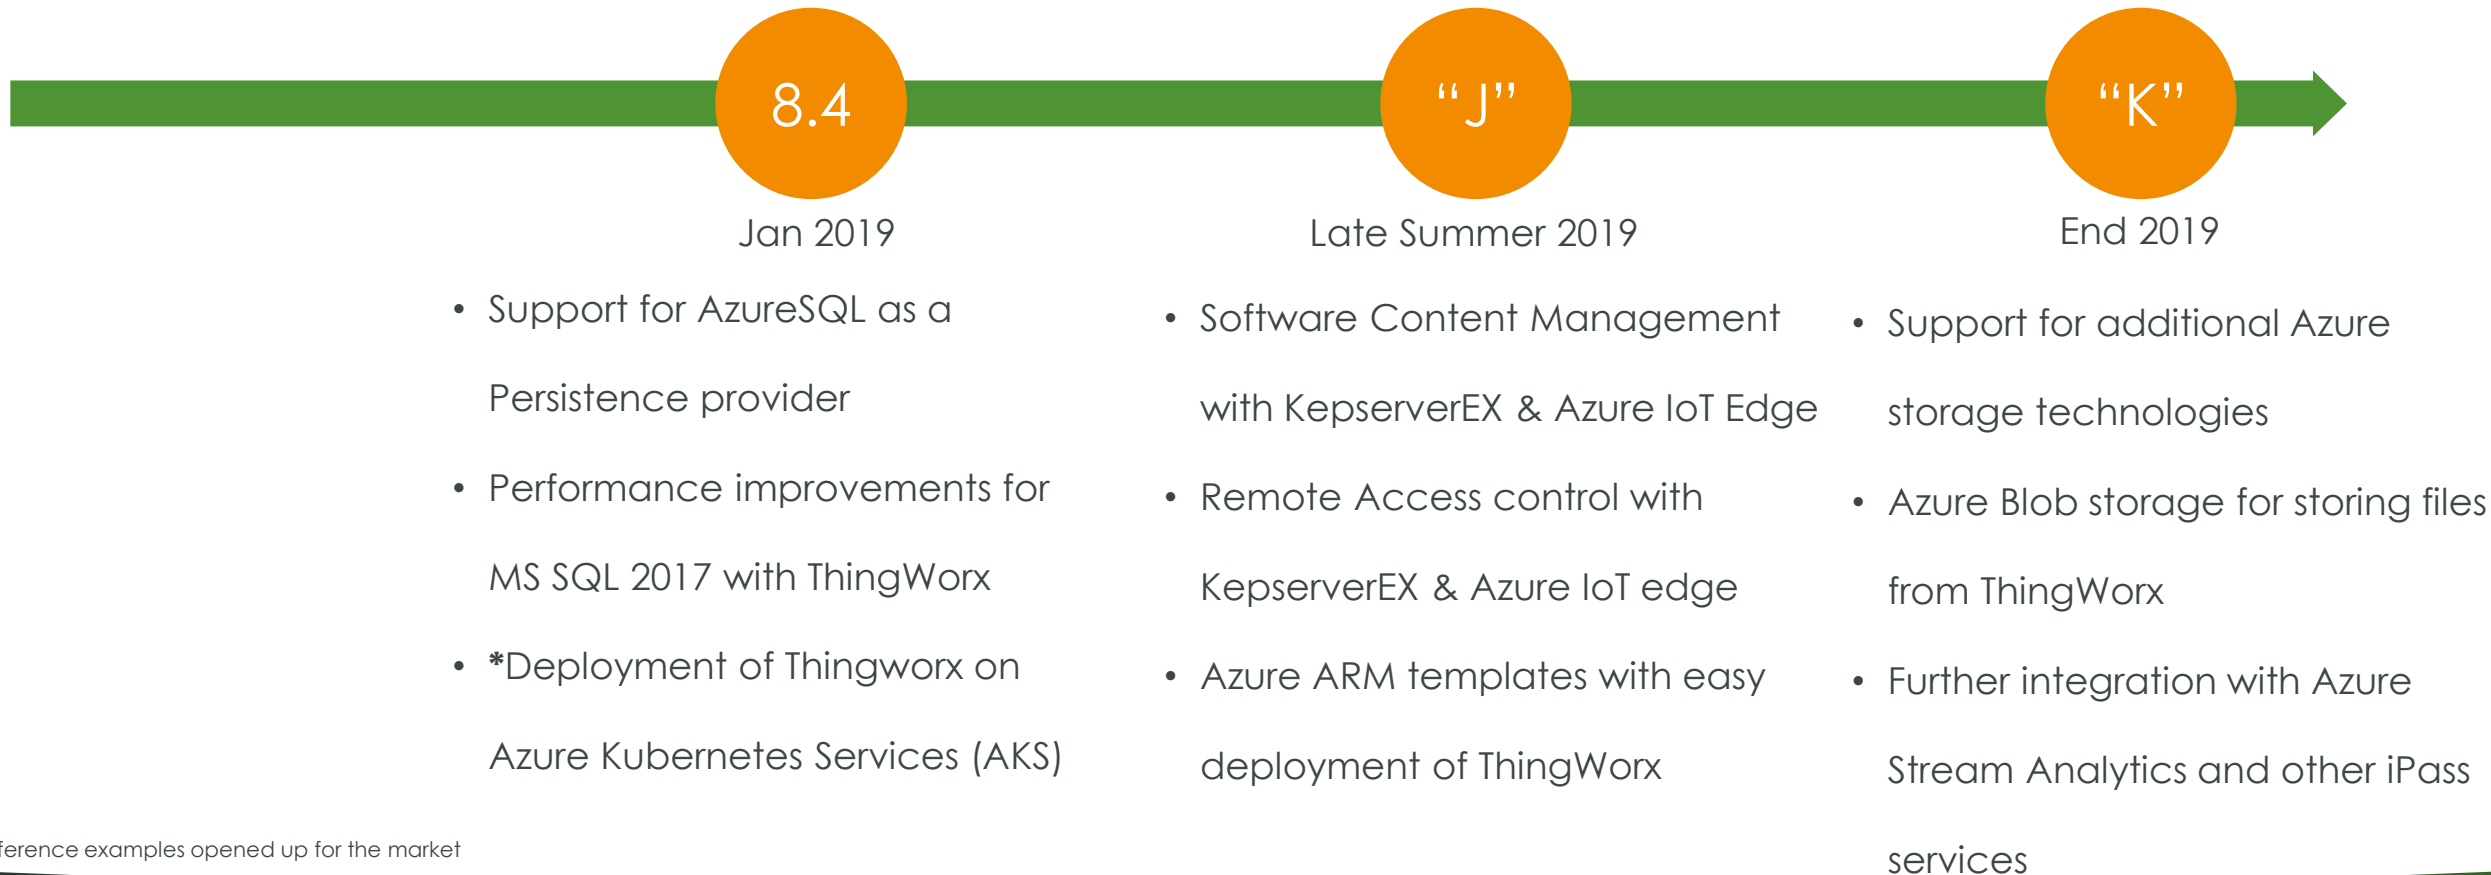 8.4
“J”
“K”
Jan 2019
• Support for AzureSQL as a
Persistence provider
• Performance improvements for
MS SQL 2017 with ThingWorx
• *Deployment of Thingworx on
Azure Kubernetes Services (AKS)
Late Summer 2019
• Software Content Management
with KepserverEX & Azure IoT Edge
• Remote Access control with
KepserverEX & Azure IoT edge
• Azure ARM templates with easy
deployment of ThingWorx
End 2019
• Support for additional Azure
storage technologies
• Azure Blob storage for storing files
from ThingWorx
• Further integration with Azure
Stream Analytics and other iPass
services
examples opened up for the market